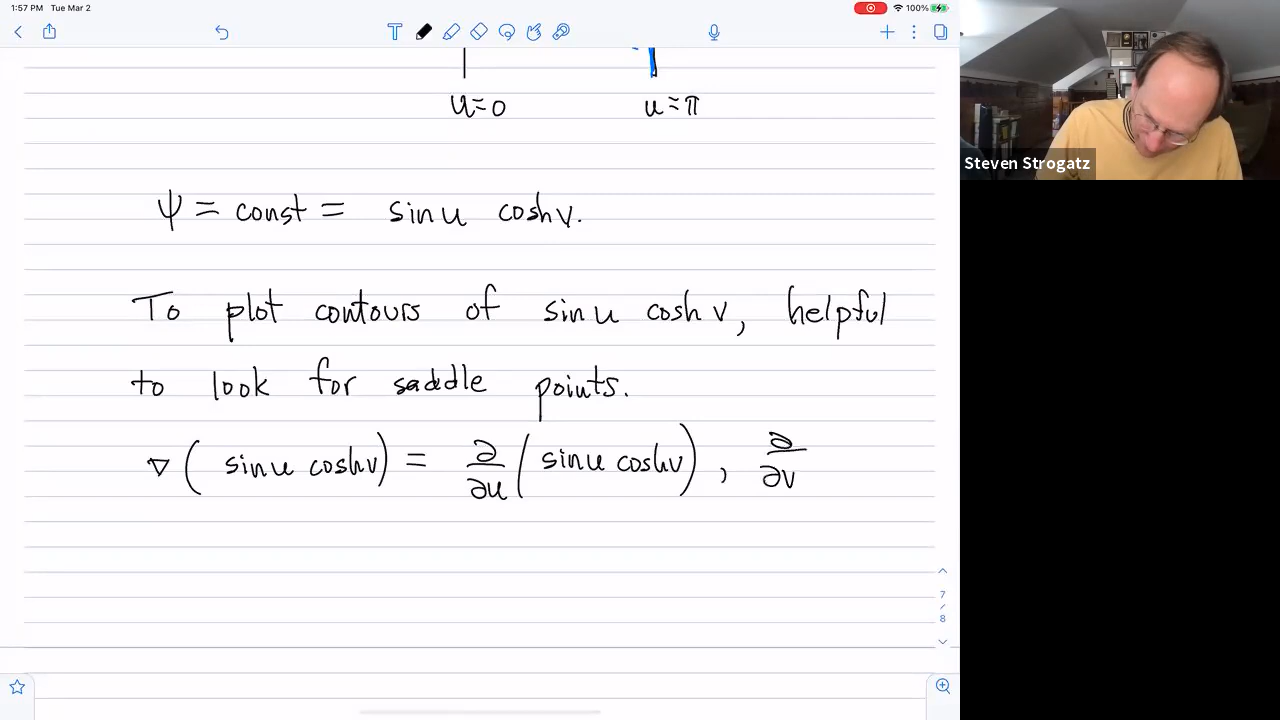 1:57 PM Tue Mar 2
100%
u=0 u=π
ψ = const = sin u cosh v.
To plot contours of sin u cosh v, helpful
to look for saddle points.
∇( sin u cosh v) = ∂/∂u ( sin u cosh v) , ∂/∂v
7
/
8
Steven Strogatz